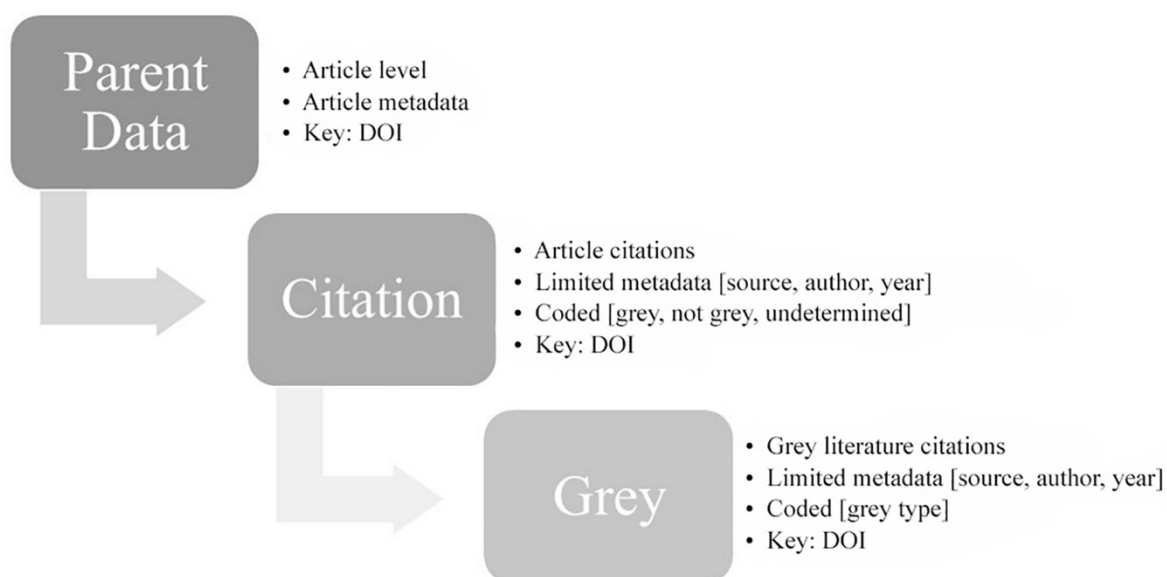 Parent
Data
• Article level
• Article metadata
• Key: DOI
Citation
• Article citations
• Limited metadata [source, author, year]
• Coded [grey, not grey, undetermined]
• Key: DOI
Grey
• Grey literature citations
• Limited metadata [source, author, year]
• Coded [grey type]
• Key: DOI